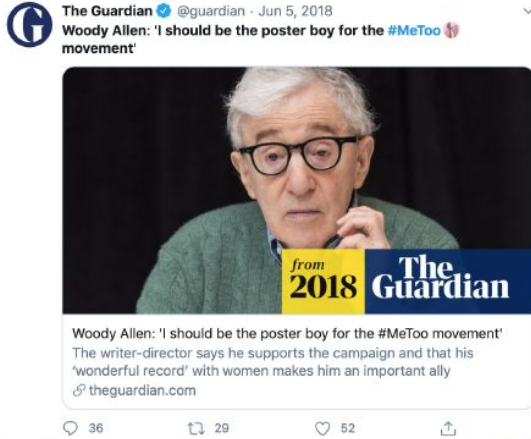 The Guardian @guardian · Jun 5, 2018
Woody Allen: 'I should be the poster boy for the #MeToo
movement'
from
2018
The
Guardian
Woody Allen: 'I should be the poster boy for the #MeToo movement'
The writer-director says he supports the campaign and that his
'wonderful record' with women makes him an important ally
theguardian.com
36 29 52